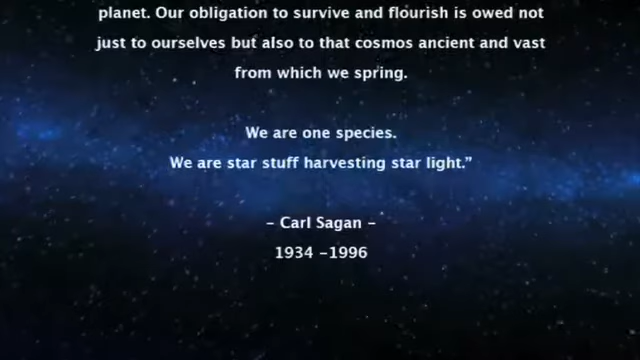 planet. Our obligation to survive and flourish is owed not
just to ourselves but also to that cosmos ancient and vast
from which we spring.
We are one species.
We are star stuff harvesting star light.”
– Carl Sagan –
1934 –1996